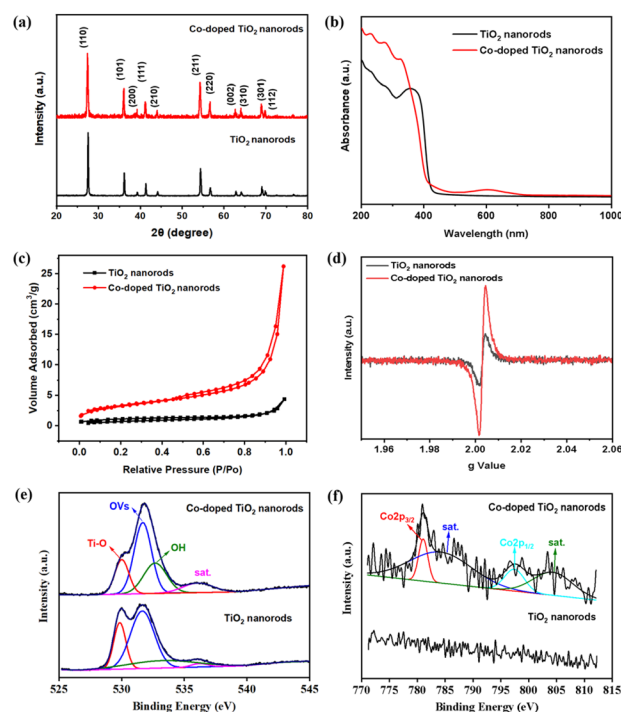 (a)
Co-doped TiO₂ nanorods
(110)
(101)
(200)
(111)
(210)
(211)
(220)
(002)
(310)
(301)
(112)
TiO₂ nanorods
Intensity (a.u.)
20 30 40 50 60 70 80
2θ (degree)
(b)
TiO₂ nanorods
Co-doped TiO₂ nanorods
Absorbance (a.u.)
200 400 600 800 1000
Wavelength (nm)
(c)
TiO₂ nanorods
Co-doped TiO₂ nanorods
Volume Adsorbed (cm³/g)
25
20
15
10
5
0
0.0 0.2 0.4 0.6 0.8 1.0
Relative Pressure (P/Po)
(d)
TiO₂ nanorods
Co-doped TiO₂ nanorods
Intensity (a.u.)
1.96 1.98 2.00 2.02 2.04 2.06
g Value
(e)
Co-doped TiO₂ nanorods
OVs
Ti-O
OH
sat.
TiO₂ nanorods
Intensity (a.u.)
525 530 535 540 545
Binding Energy (eV)
(f)
Co-doped TiO₂ nanorods
Co2p₃/₂
sat.
Co2p₁/₂
sat.
TiO₂ nanorods
Intensity (a.u.)
770 775 780 785 790 795 800 805 810 815
Binding Energy (eV)